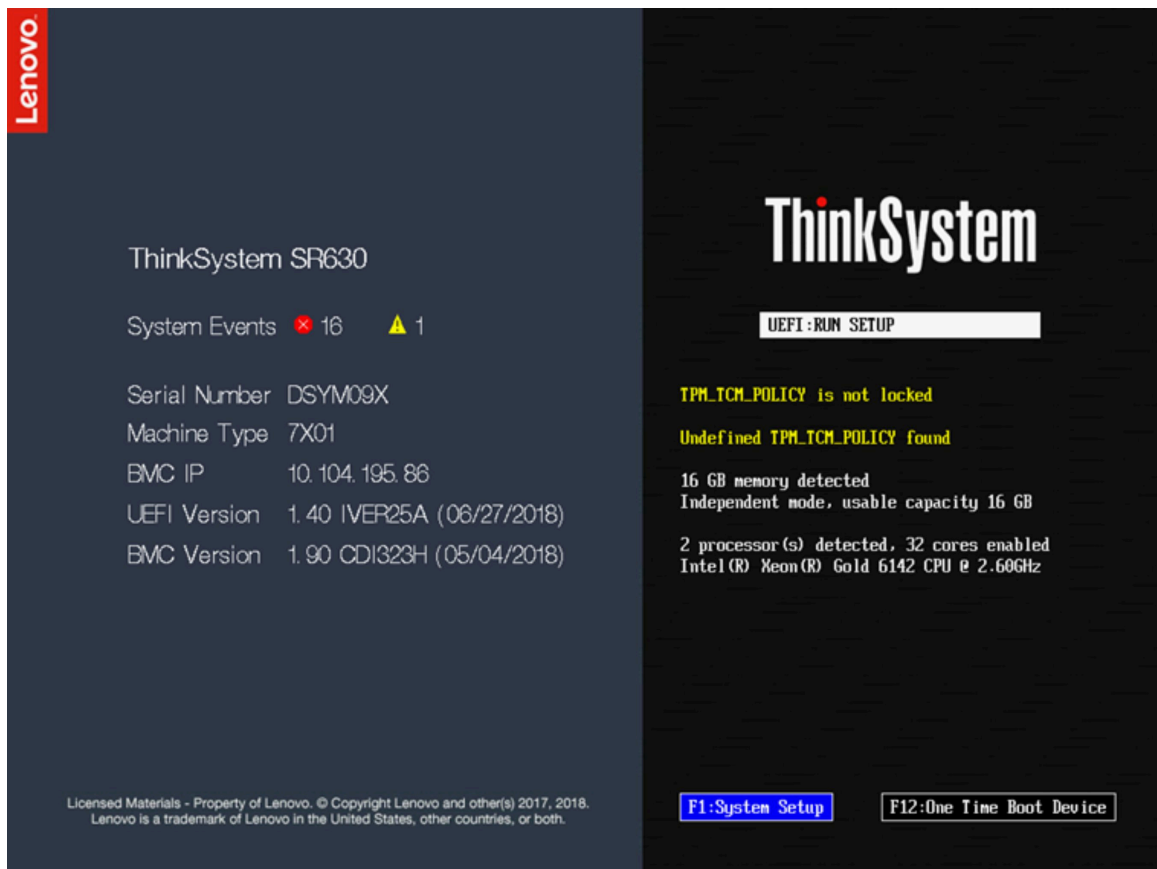 Lenovo
ThinkSystem SR630
System Events 16 1
Serial Number DSYM09X
Machine Type 7X01
BMC IP 10.104.195.86
UEFI Version 1.40 IVER25A (06/27/2018)
BMC Version 1.90 CDI323H (05/04/2018)
Licensed Materials - Property of Lenovo. © Copyright Lenovo and other(s) 2017, 2018.
Lenovo is a trademark of Lenovo in the United States, other countries, or both.
ThinkSystem
UEFI:RUN SETUP
TPM_TCM_POLICY is not locked
Undefined TPM_TCM_POLICY found
16 GB memory detected
Independent mode, usable capacity 16 GB
2 processor(s) detected, 32 cores enabled
Intel(R) Xeon(R) Gold 6142 CPU @ 2.60GHz
F1:System Setup
F12:One Time Boot Device